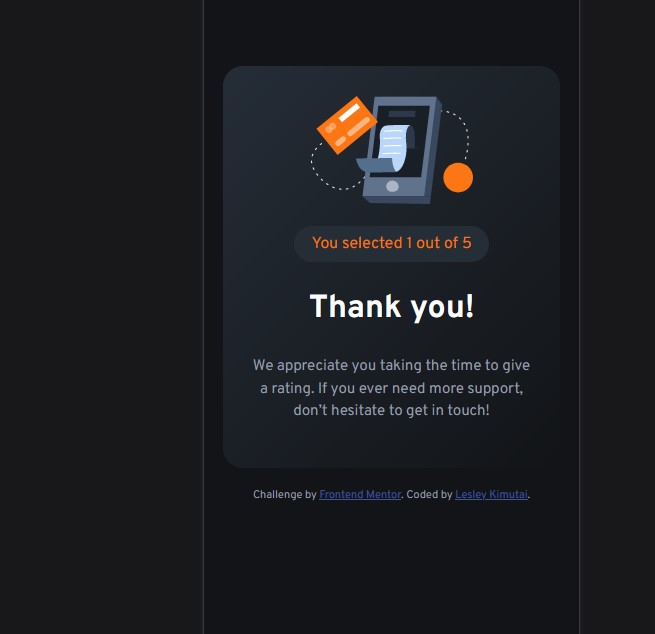 You selected 1 out of 5
Thank you!
We appreciate you taking the time to give
a rating. If you ever need more support,
don't hesitate to get in touch!
Challenge by Frontend Mentor. Coded by Lesley Kimutai.